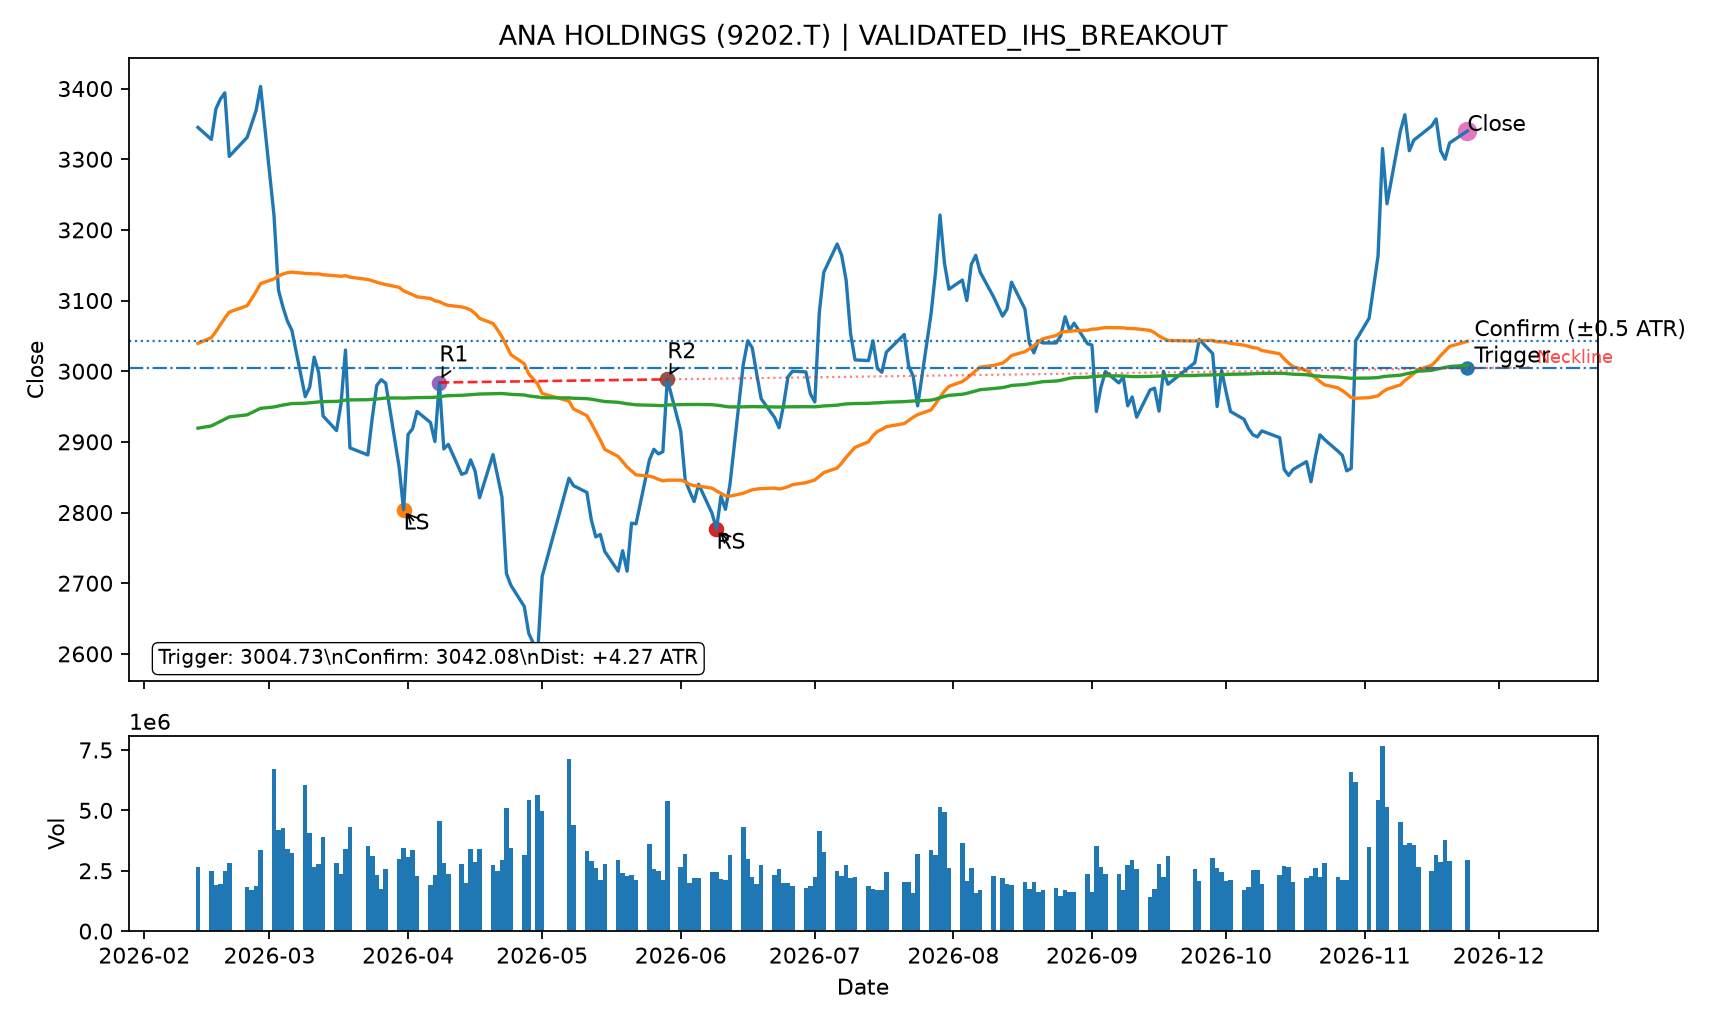 ANA HOLDINGS (9202.T) | VALIDATED_IHS_BREAKOUT
Close
3400
3300
3200
3100
3000
2900
2800
2700
2600
R1
R2
LS
RS
Close
Confirm (±0.5 ATR)
Trigger
Neckline
Trigger: 3004.73\nConfirm: 3042.08\nDist: +4.27 ATR
1e6
Vol
7.5
5.0
2.5
0.0
2026-02 2026-03 2026-04 2026-05 2026-06 2026-07 2026-08 2026-09 2026-10 2026-11 2026-12
Date